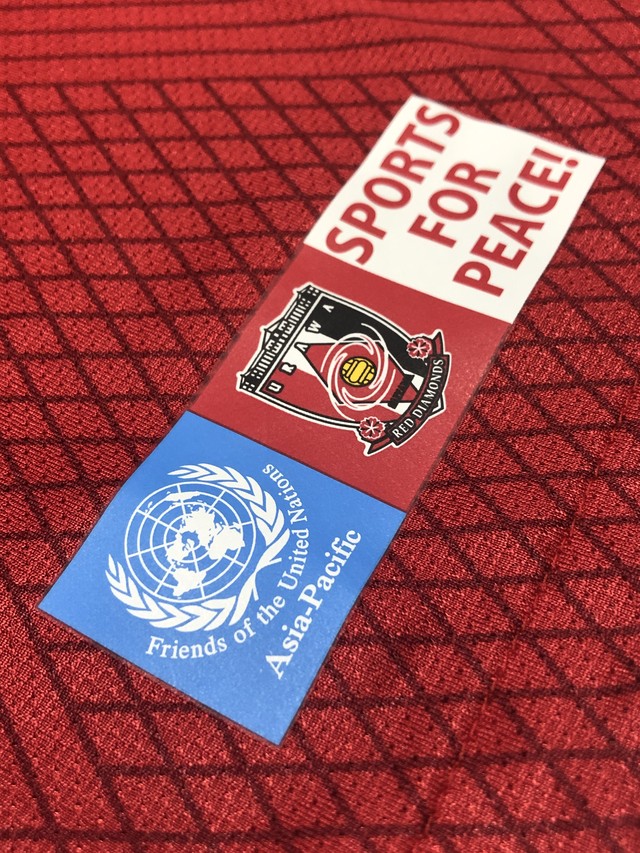 SPORTS
FOR
PEACE!
URAWA
RED DIAMONDS
Friends of the United Nations
Asia-Pacific